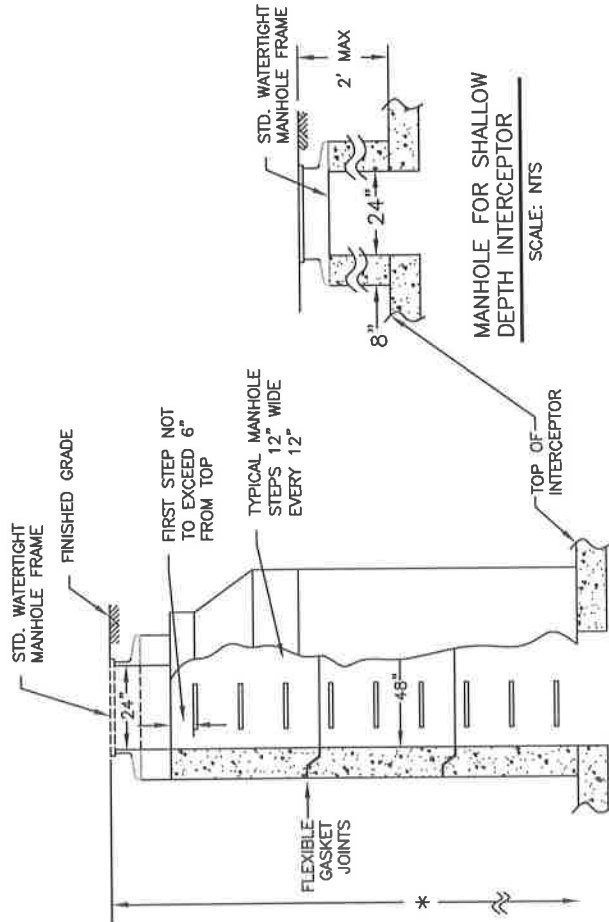 STD. WATERTIGHT
MANHOLE FRAME
FINISHED GRADE
24"
FIRST STEP NOT
TO EXCEED 6"
FROM TOP
TYPICAL MANHOLE
STEPS 12" WIDE
EVERY 12"
48"
FLEXIBLE
GASKET
JOINTS
*
TOP OF
INTERCEPTOR
STD. WATERTIGHT
MANHOLE FRAME
2' MAX
24"
8"
MANHOLE FOR SHALLOW
DEPTH INTERCEPTOR
SCALE: NTS